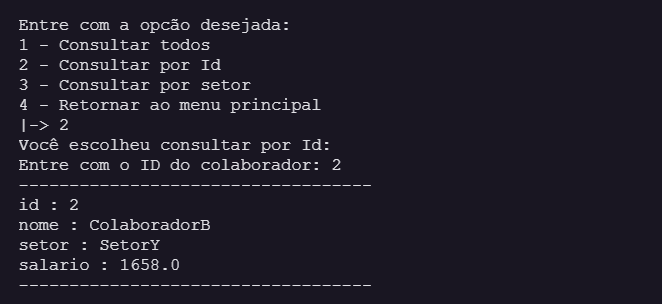 Entre com a opcão desejada:
1 - Consultar todos
2 - Consultar por Id
3 - Consultar por setor
4 - Retornar ao menu principal
|-> 2
Você escolheu consultar por Id:
Entre com o ID do colaborador: 2
-----------------------------------
id : 2
nome : ColaboradorB
setor : SetorY
salario : 1658.0
-----------------------------------